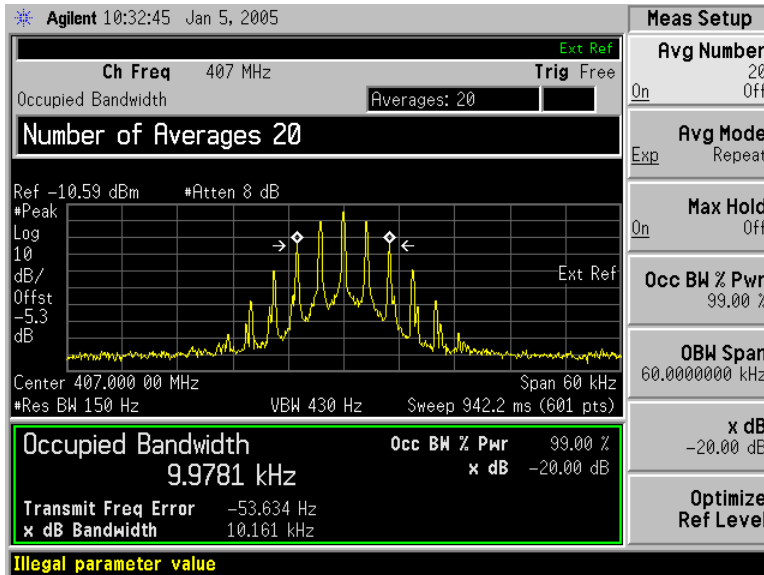 Agilent 10:32:45 Jan 5, 2005
Ext Ref
Ch Freq 407 MHz Trig Free
Occupied Bandwidth Averages: 20
Number of Averages 20
Ref -10.59 dBm #Atten 8 dB
#Peak
Log
10
dB/
Offst
-5.3
dB
Ext Ref
Center 407.000 00 MHz Span 60 kHz
#Res BW 150 Hz VBW 430 Hz Sweep 942.2 ms (601 pts)
Occupied Bandwidth
9.9781 kHz
Occ BW % Pwr 99.00 %
x dB -20.00 dB
Transmit Freq Error -53.634 Hz
x dB Bandwidth 10.161 kHz
Illegal parameter value
Meas Setup
Avg Number
20
On Off
Avg Mode
Exp Repeat
Max Hold
On Off
Occ BW % Pwr
99.00 %
OBW Span
60.0000000 kHz
x dB
-20.00 dB
Optimize
Ref Level